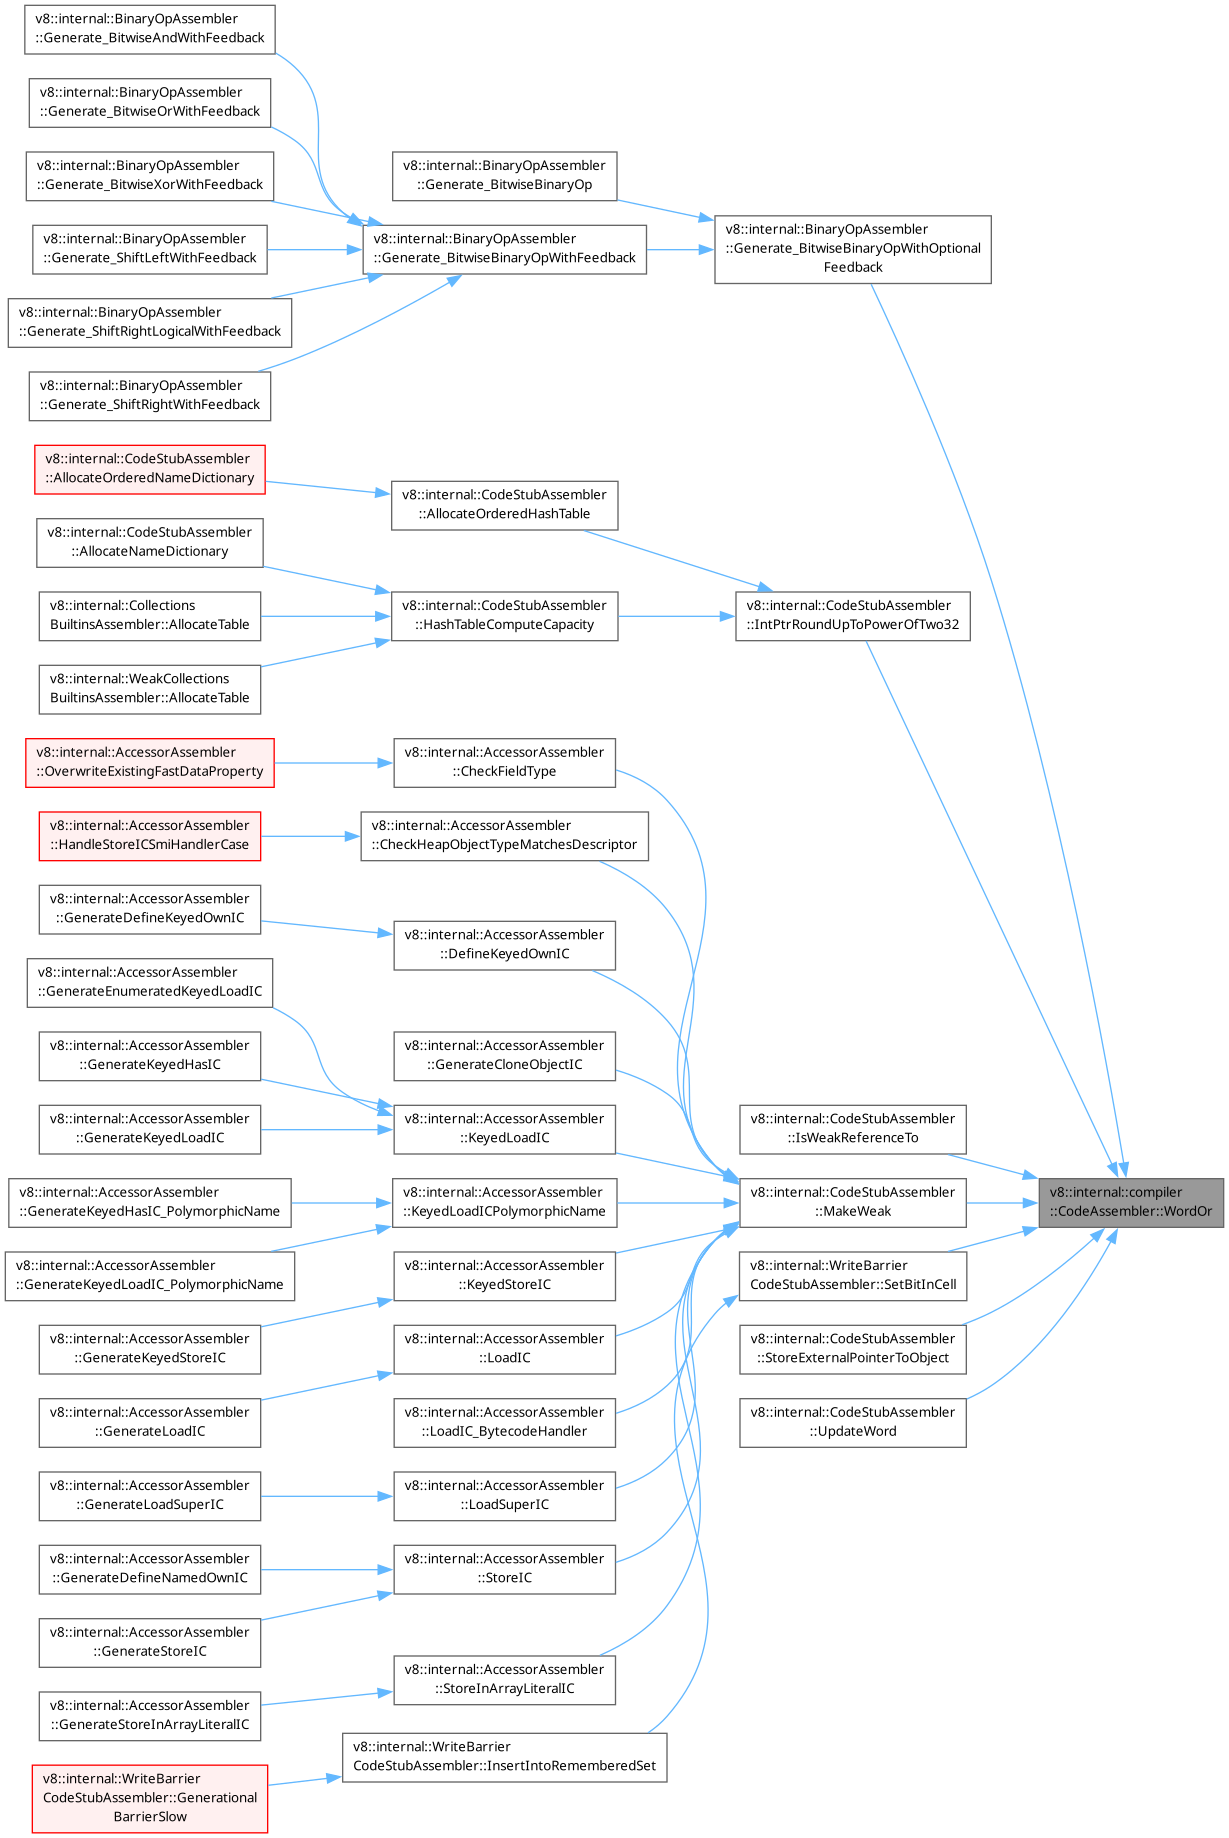 v8::internal::BinaryOpAssembler
::Generate_BitwiseAndWithFeedback
v8::internal::BinaryOpAssembler
::Generate_BitwiseOrWithFeedback
v8::internal::BinaryOpAssembler
::Generate_BitwiseXorWithFeedback
v8::internal::BinaryOpAssembler
::Generate_ShiftLeftWithFeedback
v8::internal::BinaryOpAssembler
::Generate_ShiftRightLogicalWithFeedback
v8::internal::BinaryOpAssembler
::Generate_ShiftRightWithFeedback
v8::internal::CodeStubAssembler
::AllocateOrderedNameDictionary
v8::internal::CodeStubAssembler
::AllocateNameDictionary
v8::internal::Collections
BuiltinsAssembler::AllocateTable
v8::internal::WeakCollections
BuiltinsAssembler::AllocateTable
v8::internal::AccessorAssembler
::OverwriteExistingFastDataProperty
v8::internal::AccessorAssembler
::HandleStoreICSmiHandlerCase
v8::internal::AccessorAssembler
::GenerateDefineKeyedOwnIC
v8::internal::AccessorAssembler
::GenerateEnumeratedKeyedLoadIC
v8::internal::AccessorAssembler
::GenerateKeyedHasIC
v8::internal::AccessorAssembler
::GenerateKeyedLoadIC
v8::internal::AccessorAssembler
::GenerateKeyedHasIC_PolymorphicName
v8::internal::AccessorAssembler
::GenerateKeyedLoadIC_PolymorphicName
v8::internal::AccessorAssembler
::GenerateKeyedStoreIC
v8::internal::AccessorAssembler
::GenerateLoadIC
v8::internal::AccessorAssembler
::GenerateLoadSuperIC
v8::internal::AccessorAssembler
::GenerateDefineNamedOwnIC
v8::internal::AccessorAssembler
::GenerateStoreIC
v8::internal::AccessorAssembler
::GenerateStoreInArrayLiteralIC
v8::internal::WriteBarrier
CodeStubAssembler::Generational
BarrierSlow
v8::internal::BinaryOpAssembler
::Generate_BitwiseBinaryOp
v8::internal::BinaryOpAssembler
::Generate_BitwiseBinaryOpWithFeedback
v8::internal::CodeStubAssembler
::AllocateOrderedHashTable
v8::internal::CodeStubAssembler
::HashTableComputeCapacity
v8::internal::AccessorAssembler
::CheckFieldType
v8::internal::AccessorAssembler
::CheckHeapObjectTypeMatchesDescriptor
v8::internal::AccessorAssembler
::DefineKeyedOwnIC
v8::internal::AccessorAssembler
::GenerateCloneObjectIC
v8::internal::AccessorAssembler
::KeyedLoadIC
v8::internal::AccessorAssembler
::KeyedLoadICPolymorphicName
v8::internal::AccessorAssembler
::KeyedStoreIC
v8::internal::AccessorAssembler
::LoadIC
v8::internal::AccessorAssembler
::LoadIC_BytecodeHandler
v8::internal::AccessorAssembler
::LoadSuperIC
v8::internal::AccessorAssembler
::StoreIC
v8::internal::AccessorAssembler
::StoreInArrayLiteralIC
v8::internal::WriteBarrier
CodeStubAssembler::InsertIntoRememberedSet
v8::internal::BinaryOpAssembler
::Generate_BitwiseBinaryOpWithOptional
Feedback
v8::internal::CodeStubAssembler
::IntPtrRoundUpToPowerOfTwo32
v8::internal::CodeStubAssembler
::IsWeakReferenceTo
v8::internal::CodeStubAssembler
::MakeWeak
v8::internal::WriteBarrier
CodeStubAssembler::SetBitInCell
v8::internal::CodeStubAssembler
::StoreExternalPointerToObject
v8::internal::CodeStubAssembler
::UpdateWord
v8::internal::compiler
::CodeAssembler::WordOr